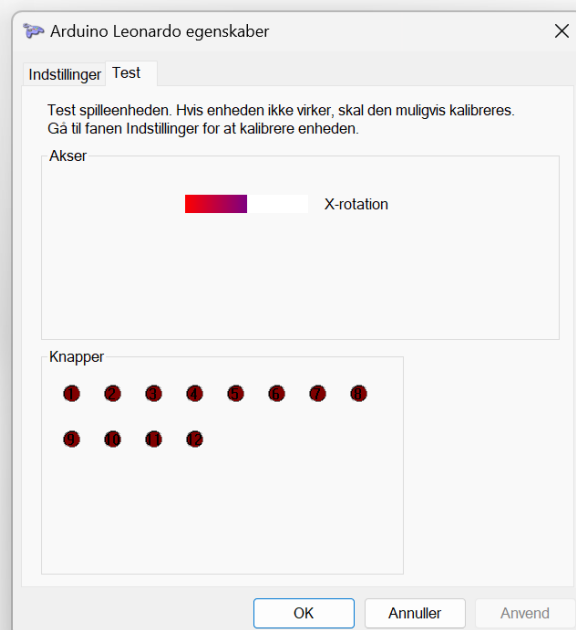 Arduino Leonardo egenskaber
Indstillinger Test
Test spilleenheden. Hvis enheden ikke virker, skal den muligvis kalibreres.
Gå til fanen Indstillinger for at kalibrere enheden.
Akser
X-rotation
Knapper
1 2 3 4 5 6 7 8
9 10 11 12
OK Annuller Anvend